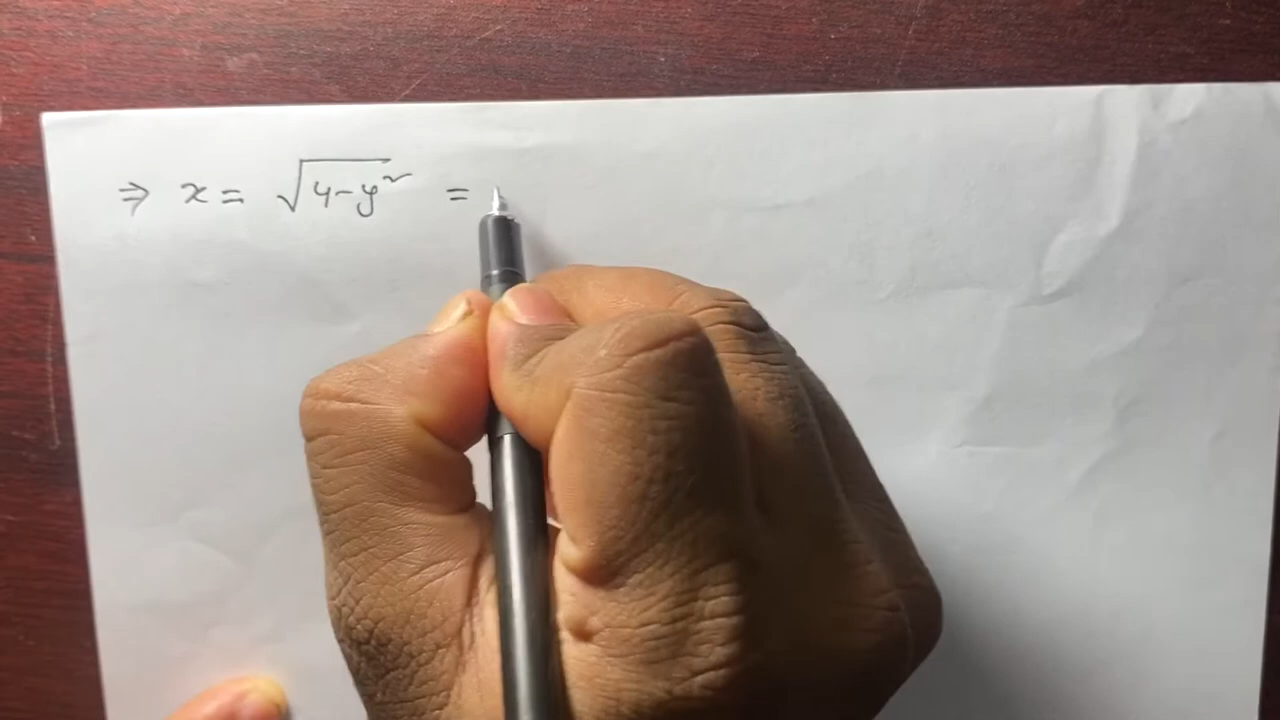 ⇒ x = √(4-y²) =